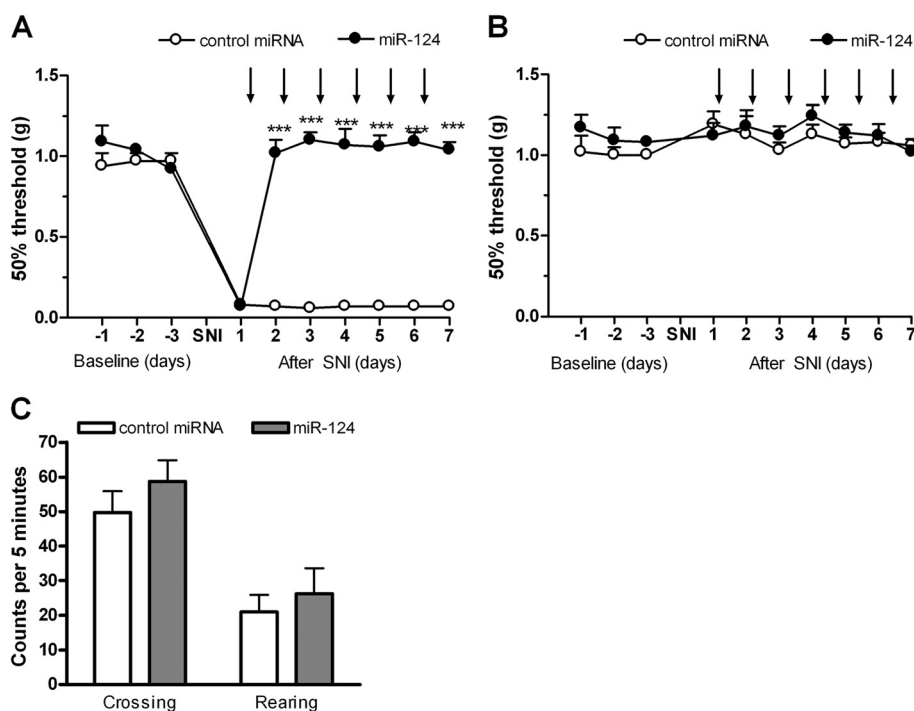 A
control miRNA
miR-124
1.5
1.0
0.5
0.0
50% threshold (g)
*** *** *** *** *** ***
-1 -2 -3 SNI 1 2 3 4 5 6 7
Baseline (days)
After SNI (days)
B
control miRNA
miR-124
1.5
1.0
0.5
0.0
50% threshold (g)
-1 -2 -3 SNI 1 2 3 4 5 6 7
Baseline (days)
After SNI (days)
C
control miRNA
miR-124
70
60
50
40
30
20
10
0
Counts per 5 minutes
Crossing
Rearing